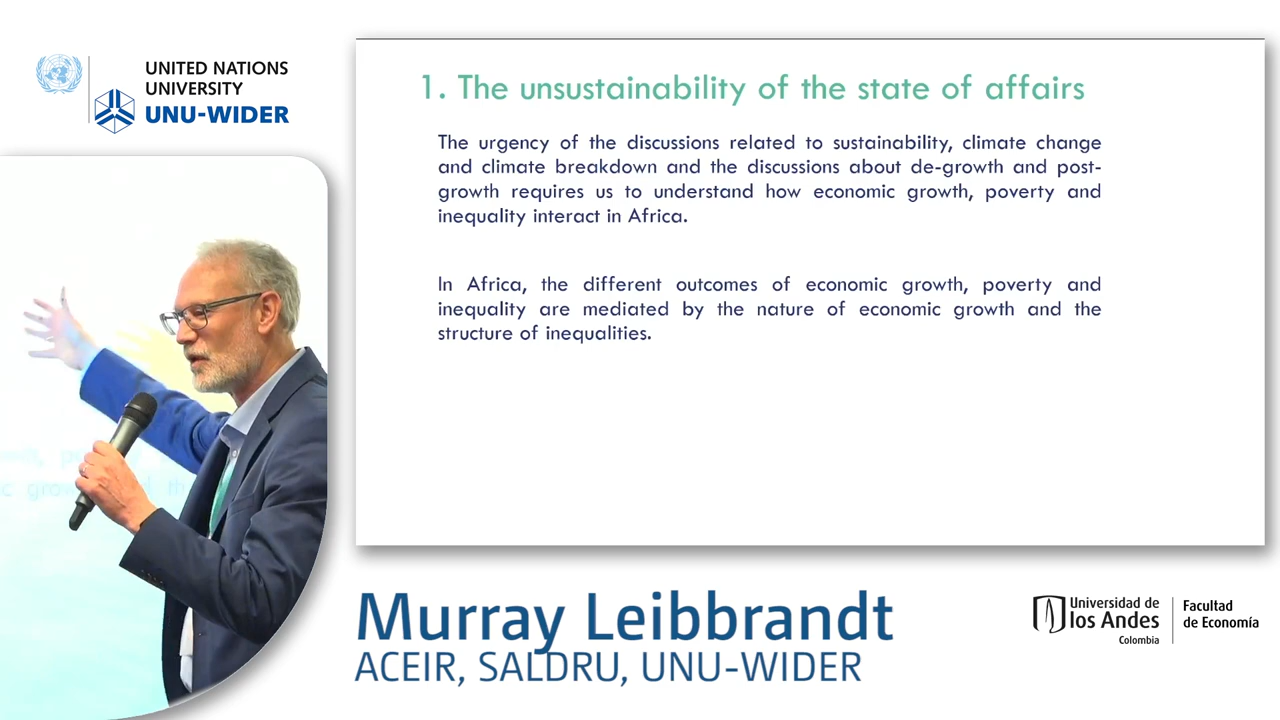 UNITED NATIONS
UNIVERSITY
UNU-WIDER
1. The unsustainability of the state of affairs
The urgency of the discussions related to sustainability, climate change
and climate breakdown and the discussions about de-growth and post-
growth requires us to understand how economic growth, poverty and
inequality interact in Africa.
In Africa, the different outcomes of economic growth, poverty and
inequality are mediated by the nature of economic growth and the
structure of inequalities.
Murray Leibbrandt
ACEIR, SALDRU, UNU-WIDER
Universidad de
los Andes
Colombia
Facultad
de Economía